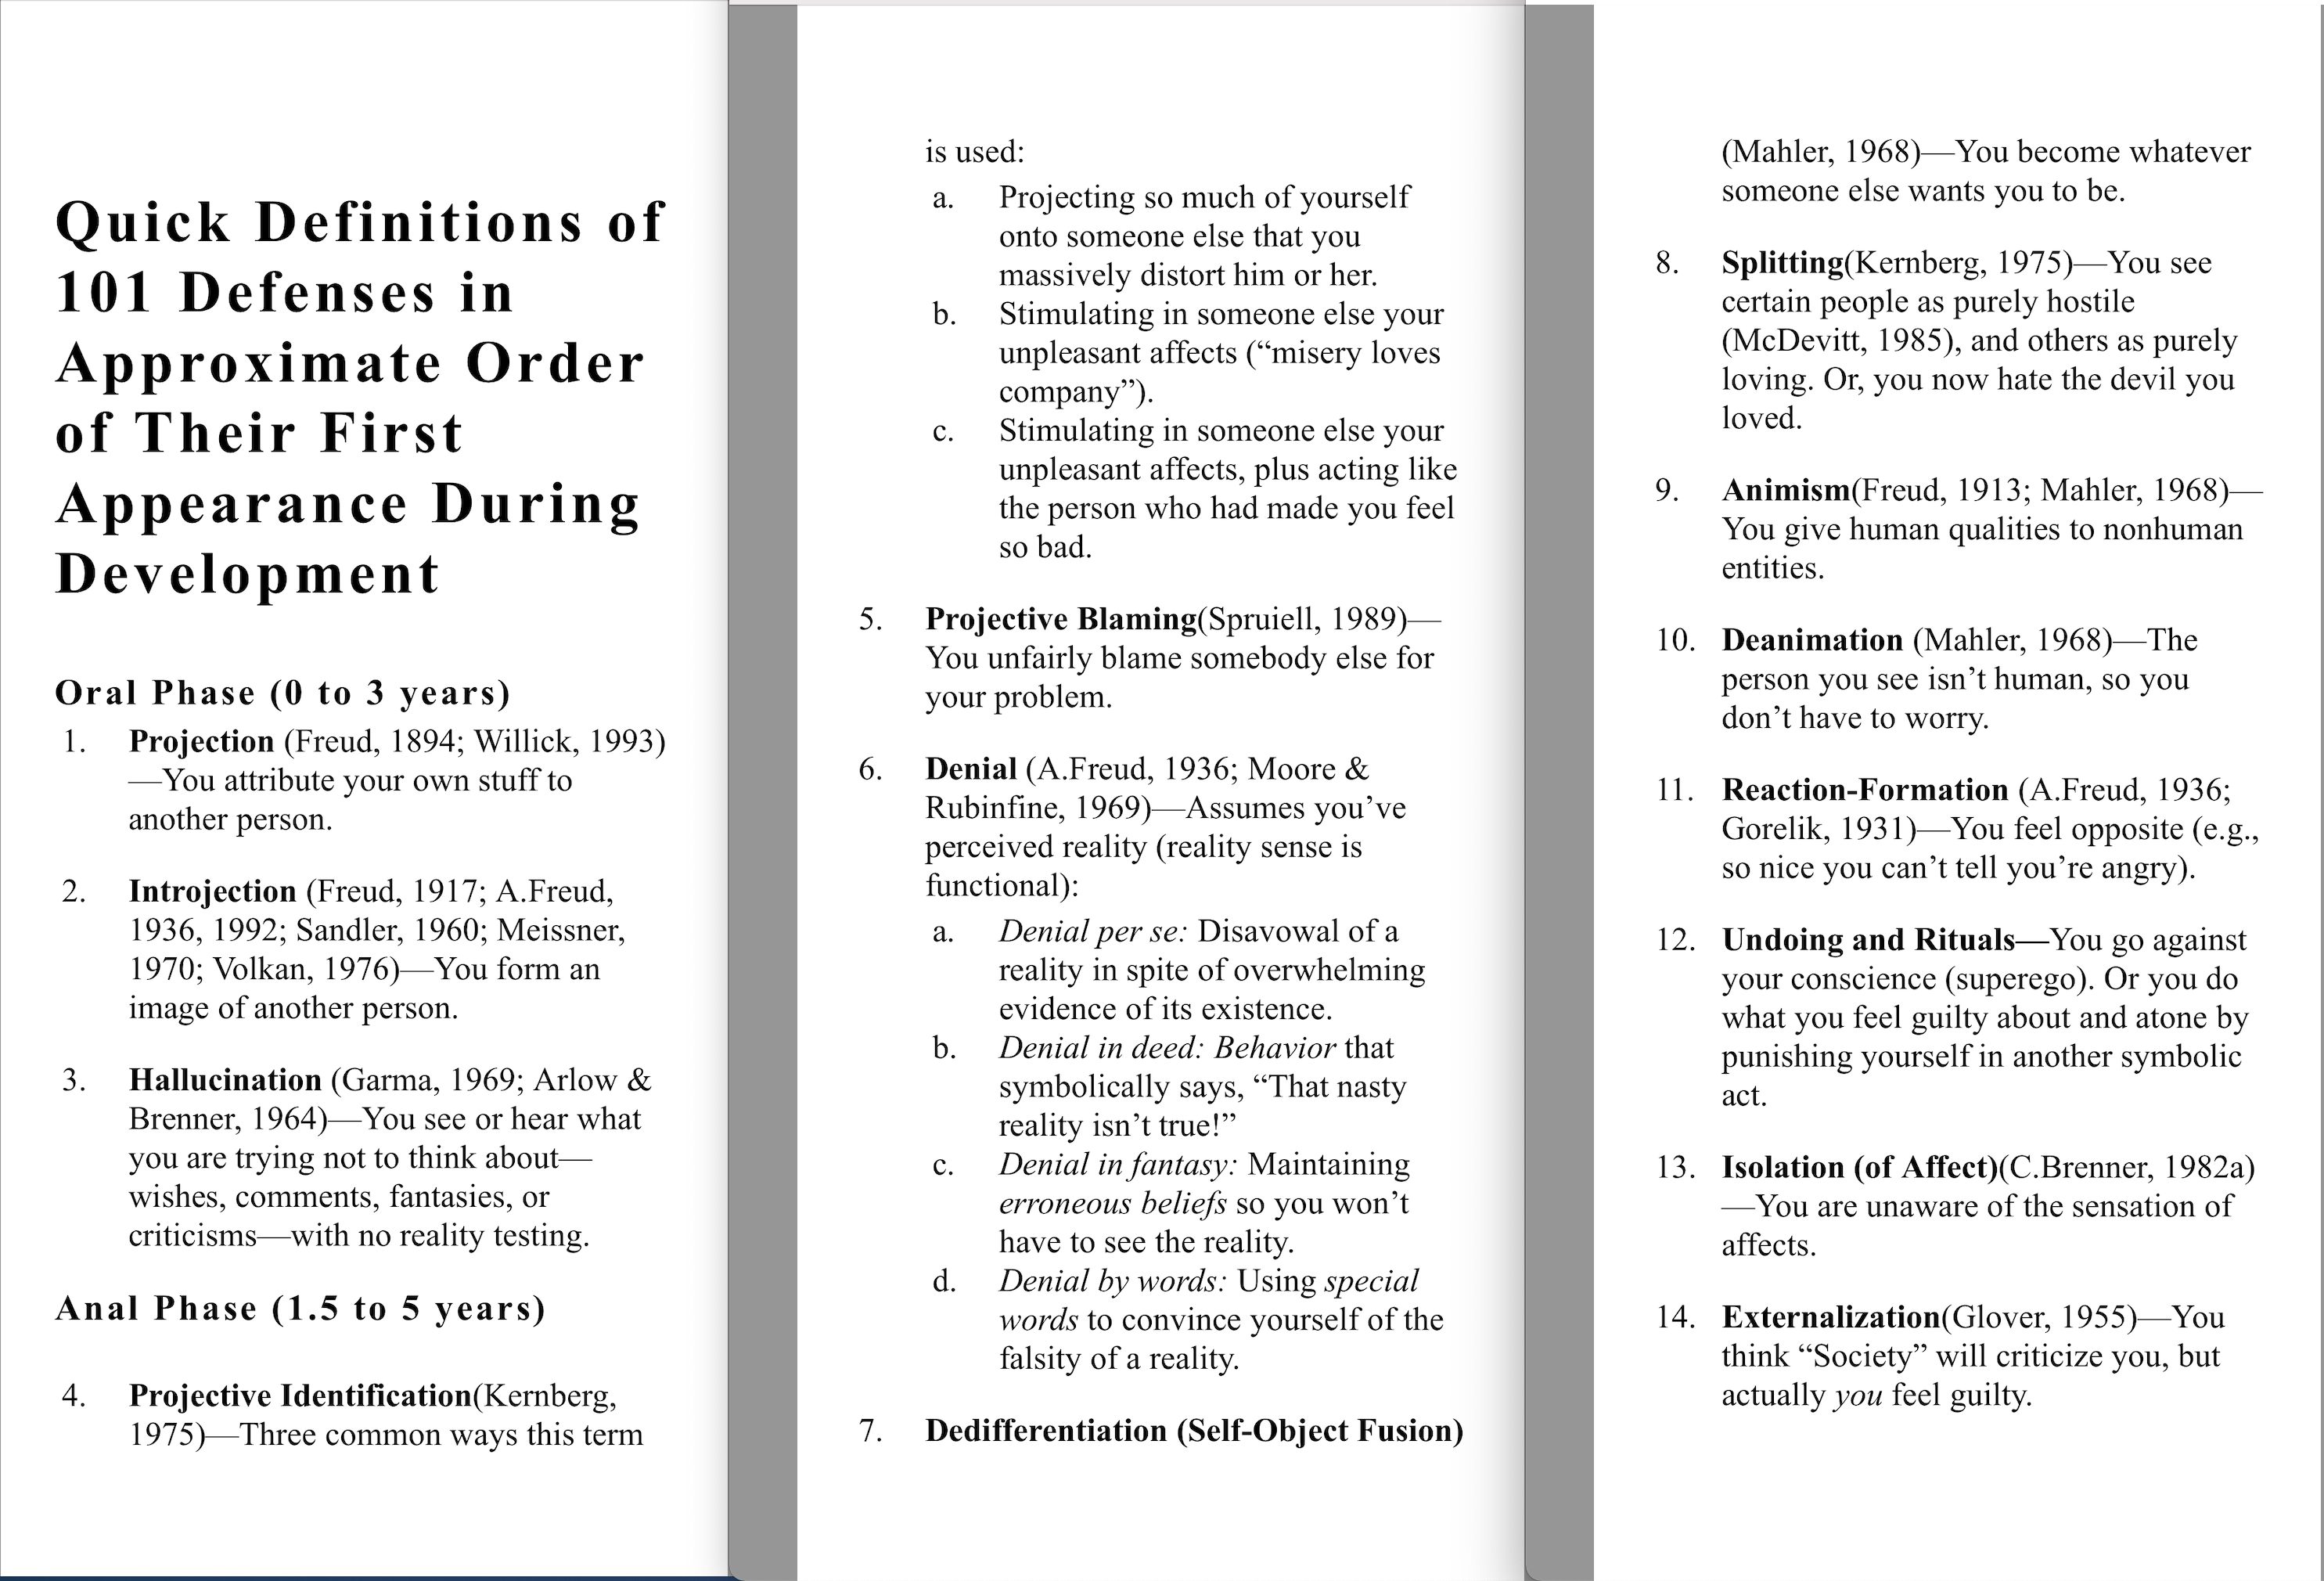 Quick Definitions of
101 Defenses in
Approximate Order
of Their First
Appearance During
Development
Oral Phase (0 to 3 years)
1. Projection (Freud, 1894; Willick, 1993)
—You attribute your own stuff to
another person.
2. Introjection (Freud, 1917; A.Freud,
1936, 1992; Sandler, 1960; Meissner,
1970; Volkan, 1976)—You form an
image of another person.
3. Hallucination (Garma, 1969; Arlow &
Brenner, 1964)—You see or hear what
you are trying not to think about—
wishes, comments, fantasies, or
criticisms—with no reality testing.
Anal Phase (1.5 to 5 years)
4. Projective Identification(Kernberg,
1975)—Three common ways this term
is used:
a. Projecting so much of yourself
onto someone else that you
massively distort him or her.
b. Stimulating in someone else your
unpleasant affects (“misery loves
company”).
c. Stimulating in someone else your
unpleasant affects, plus acting like
the person who had made you feel
so bad.
5. Projective Blaming(Spruiell, 1989)—
You unfairly blame somebody else for
your problem.
6. Denial (A.Freud, 1936; Moore &
Rubinfine, 1969)—Assumes you’ve
perceived reality (reality sense is
functional):
a. Denial per se: Disavowal of a
reality in spite of overwhelming
evidence of its existence.
b. Denial in deed: Behavior that
symbolically says, “That nasty
reality isn’t true!”
c. Denial in fantasy: Maintaining
erroneous beliefs so you won’t
have to see the reality.
d. Denial by words: Using special
words to convince yourself of the
falsity of a reality.
7. Dedifferentiation (Self-Object Fusion)
(Mahler, 1968)—You become whatever
someone else wants you to be.
8. Splitting(Kernberg, 1975)—You see
certain people as purely hostile
(McDevitt, 1985), and others as purely
loving. Or, you now hate the devil you
loved.
9. Animism(Freud, 1913; Mahler, 1968)—
You give human qualities to nonhuman
entities.
10. Deanimation (Mahler, 1968)—The
person you see isn’t human, so you
don’t have to worry.
11. Reaction-Formation (A.Freud, 1936;
Gorelik, 1931)—You feel opposite (e.g.,
so nice you can’t tell you’re angry).
12. Undoing and Rituals—You go against
your conscience (superego). Or you do
what you feel guilty about and atone by
punishing yourself in another symbolic
act.
13. Isolation (of Affect)(C.Brenner, 1982a)
—You are unaware of the sensation of
affects.
14. Externalization(Glover, 1955)—You
think “Society” will criticize you, but
actually you feel guilty.